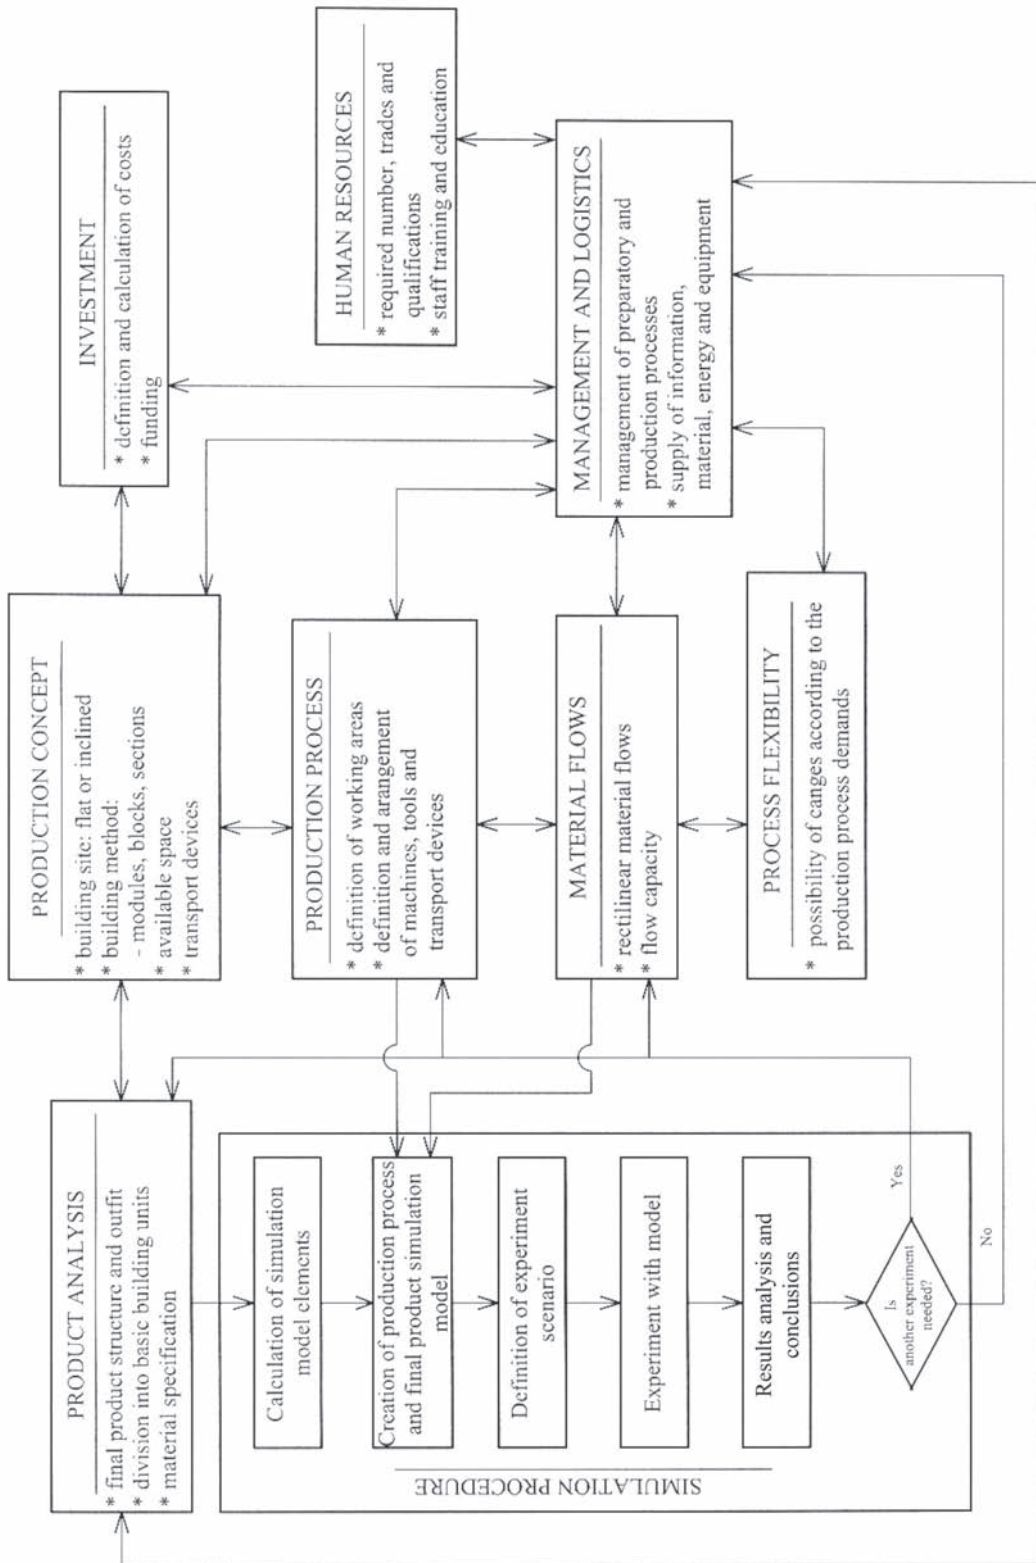 PRODUCT ANALYSIS
* final product structure and outfit
* division into basic building units
* material specification
PRODUCTION CONCEPT
* building site: flat or inclined
* building method:
- modules, blocks, sections
* available space
* transport devices
INVESTMENT
* definition and calculation of costs
* funding
SIMULATION PROCEDURE
Calculation of simulation
model elements
Creation of production process
and final product simulation
model
Definition of experiment
scenario
Experiment with model
Results analysis and
conclusions
Is
another experiment
needed?
Yes
No
PRODUCTION PROCESS
* definition of working areas
* definition and arangement
of machines, tools and
transport devices
MATERIAL FLOWS
* rectilinear material flows
* flow capacity
PROCESS FLEXIBILITY
* possibility of canges according to the
production process demands
HUMAN RESOURCES
* required number, trades and
qualifications
* staff training and education
MANAGEMENT AND LOGISTICS
* management of preparatory and
production processes
* supply of information,
material, energy and equipment